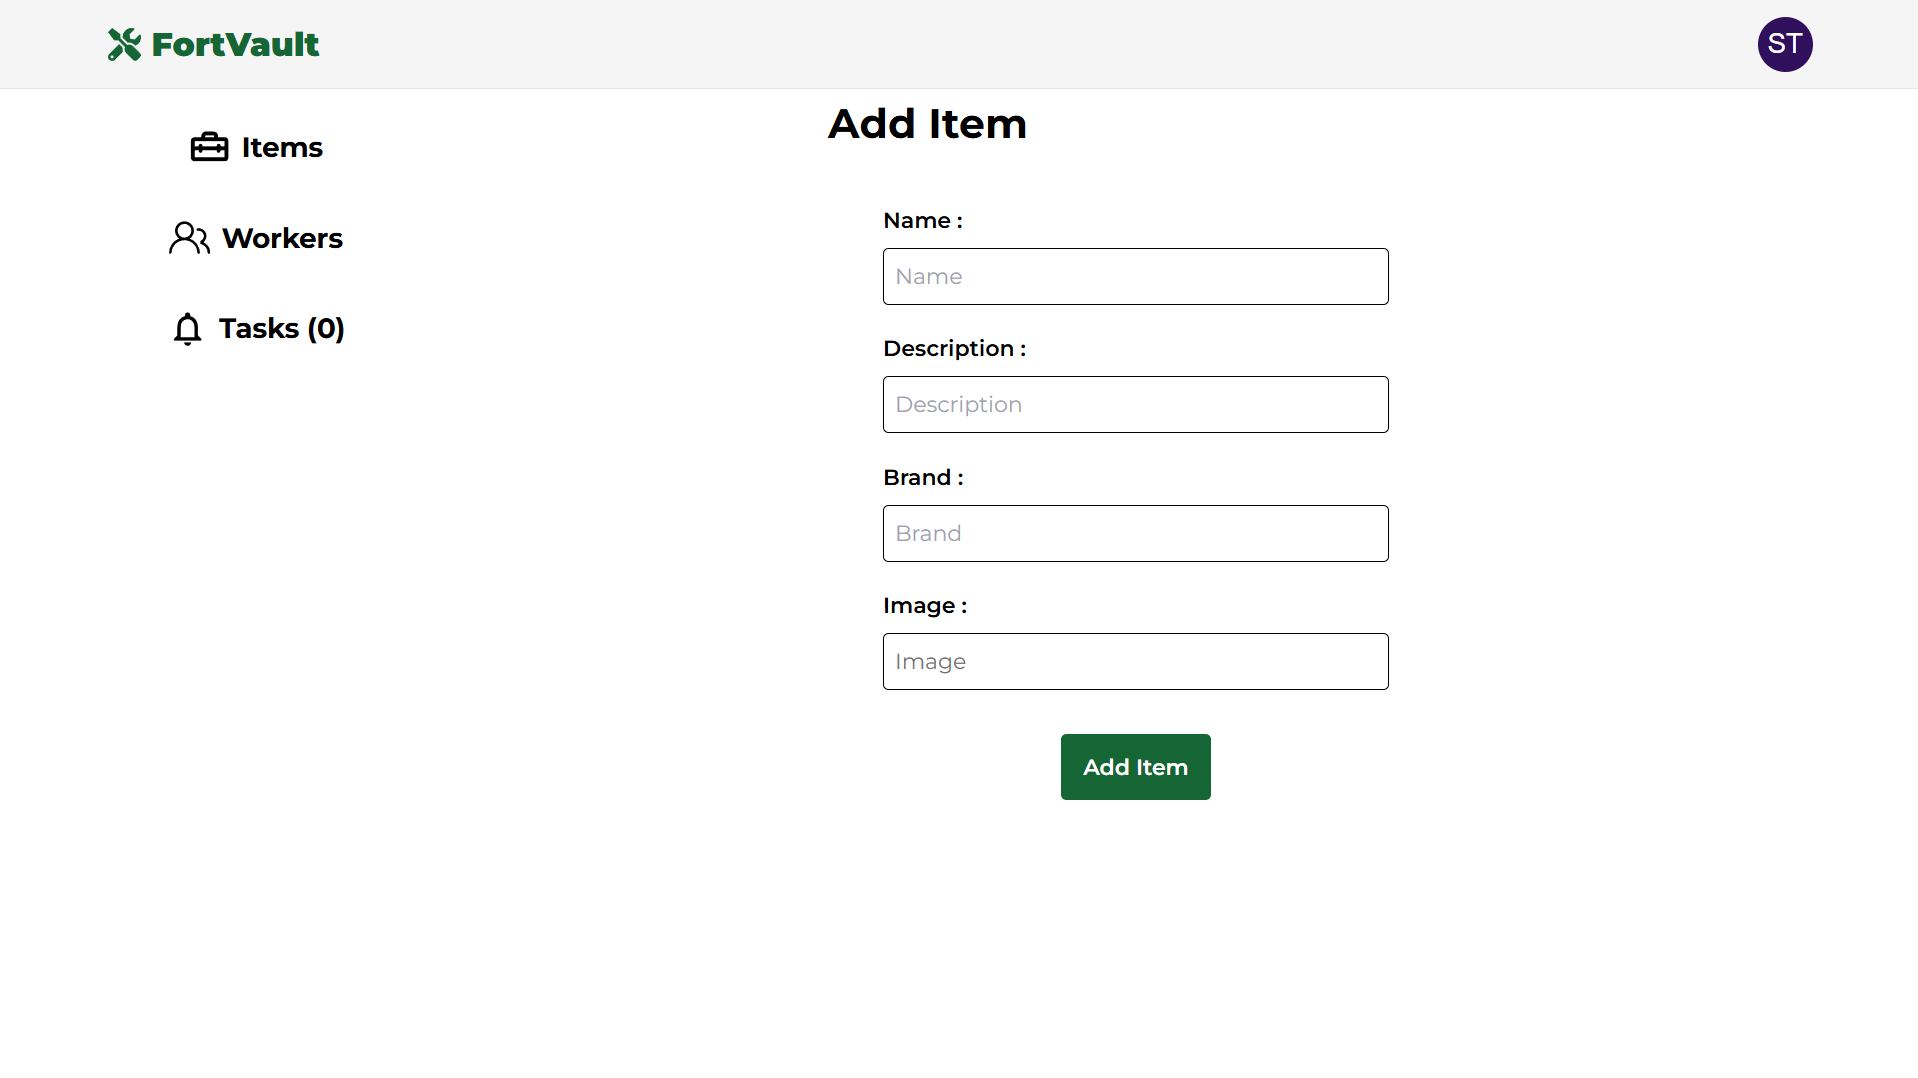 FortVault
ST
Items
Workers
Tasks (0)
Add Item
Name :
Name
Description :
Description
Brand :
Brand
Image :
Image
Add Item